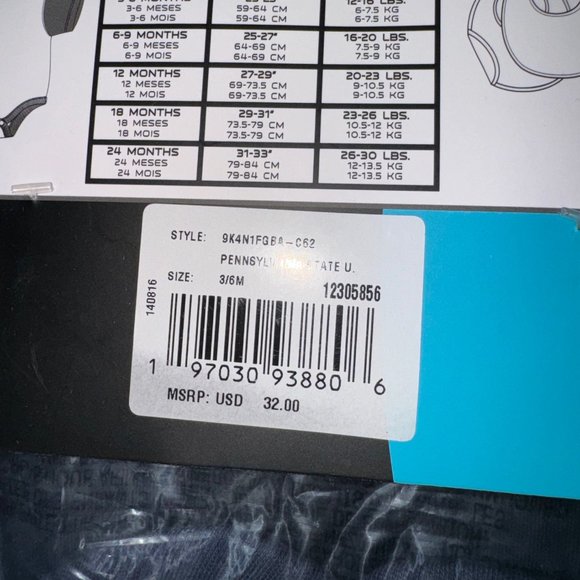 3-6 MESES
3-6 MOIS
59-64 CM
59-64 CM
6-7.5 KG
6-7.5 KG
6-9 MONTHS
6-9 MESES
6-9 MOIS
25-27"
64-69 CM
64-69 CM
16-20 LBS.
7.5-9 KG
7.5-9 KG
12 MONTHS
12 MESES
12 MOIS
27-29"
69-73.5 CM
69-73.5 CM
20-23 LBS.
9-10.5 KG
9-10.5 KG
18 MONTHS
18 MESES
18 MOIS
29-31"
73.5-79 CM
73.5-79 CM
23-26 LBS.
10.5-12 KG
10.5-12 KG
24 MONTHS
24 MESES
24 MOIS
31-33"
79-84 CM
79-84 CM
26-30 LBS.
12-13.5 KG
12-13.5 KG
STYLE: 9K4N1FGBA-C62
STATE U.
SIZE: 3/6M 12305856
140816
1 97030 93880 6
MSRP: USD 32.00